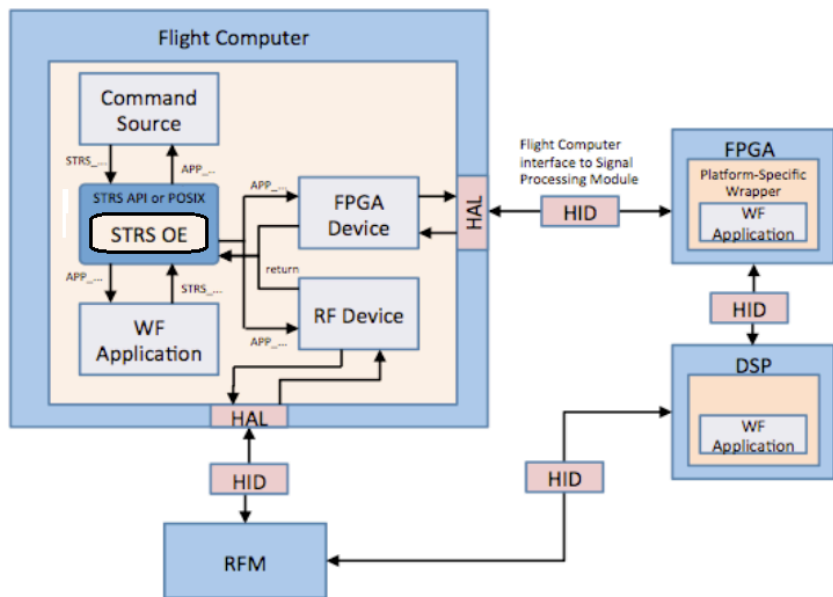 Flight Computer
Command
Source
STRS_...
APP_...
STRS API or POSIX
STRS OE
APP_...
STRS_...
WF
Application
APP_...
FPGA
Device
return
RF Device
APP_...
HAL
HAL
Flight Computer
interface to Signal
Processing Module
HID
FPGA
Platform-Specific
Wrapper
WF
Application
HID
DSP
WF
Application
HID
HID
RFM